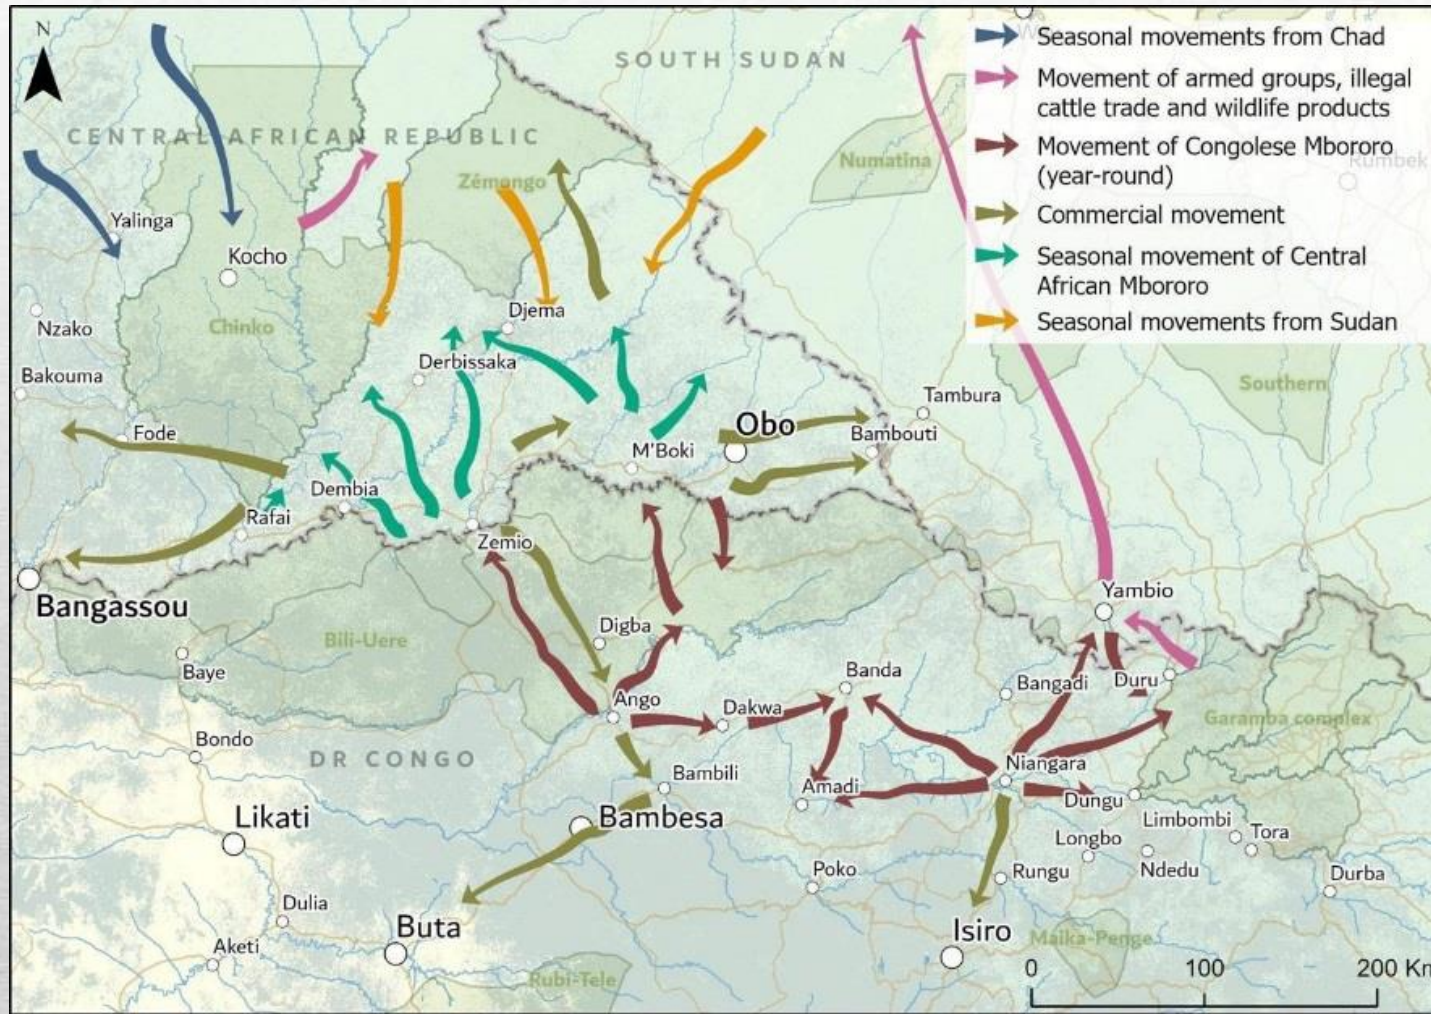 N
SOUTH SUDAN
CENTRAL AFRICAN REPUBLIC
Seasonal movements from Chad
Movement of armed groups, illegal
cattle trade and wildlife products
Movement of Congolese Mbororo
(year-round)
Commercial movement
Seasonal movement of Central
African Mbororo
Seasonal movements from Sudan
Numatina
Rumbek
Zémongo
Yalinga
Kocho
Nzako
Chinko
Djema
Derbissaka
Bakouma
Southern
Tambura
Fode
Obo
Bambouti
M'Boki
Dembia
Rafai
Zemio
Bangassou
Yambio
Bili-Uere
Digba
Baye
Banda
Bangadi
Duru
Ango
Dakwa
Garamba complex
Bondo
DR CONGO
Niangara
Bambili
Amadi
Dungu
Likati
Bambesa
Limbombi
Longbo
Tora
Poko
Rungu
Ndedu
Durba
Dulia
Buta
Isiro
Aketi
Maika-Penge
Rubi-Tele
0 100 200 Km